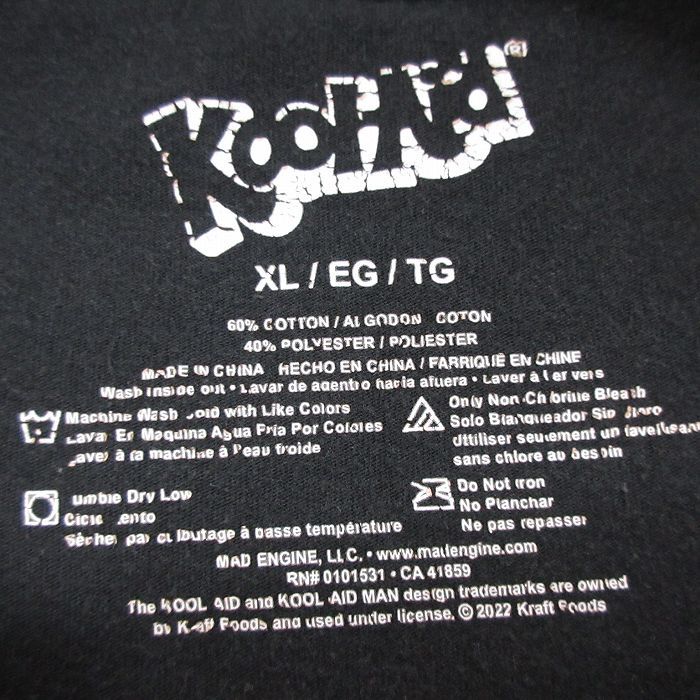 Kool-Aid®
XL / EG / TG
60% COTTON / ALGODON COTON
40% POLYESTER / POLIESTER
MADE IN CHINA HECHO EN CHINA / FABRIQUÉ EN CHINE
Wash inside out • Lavar de adentro hacia afuera • Laver à l'envers
Machine Wash Cold with Like Colors
Lavar En Maquina Agua Fria Por Colores
Laver à la machine à l'eau froide
Only Non-Chlorine Bleach
Solo Blanqueador Sin Cloro
Utiliser seulement un javellisant
sans chlore au besoin
Tumble Dry Low
Ciclo Lento
Sécher par culbutage à basse température
Do Not Iron
No Planchar
Ne pas repasser
MAD ENGINE, LLC. • www.madengine.com
RN# 0101531 • CA 41859
The KOOL AID and KOOL-AID MAN design trademarks are owned
by Kraft Foods and used under license. © 2022 Kraft Foods